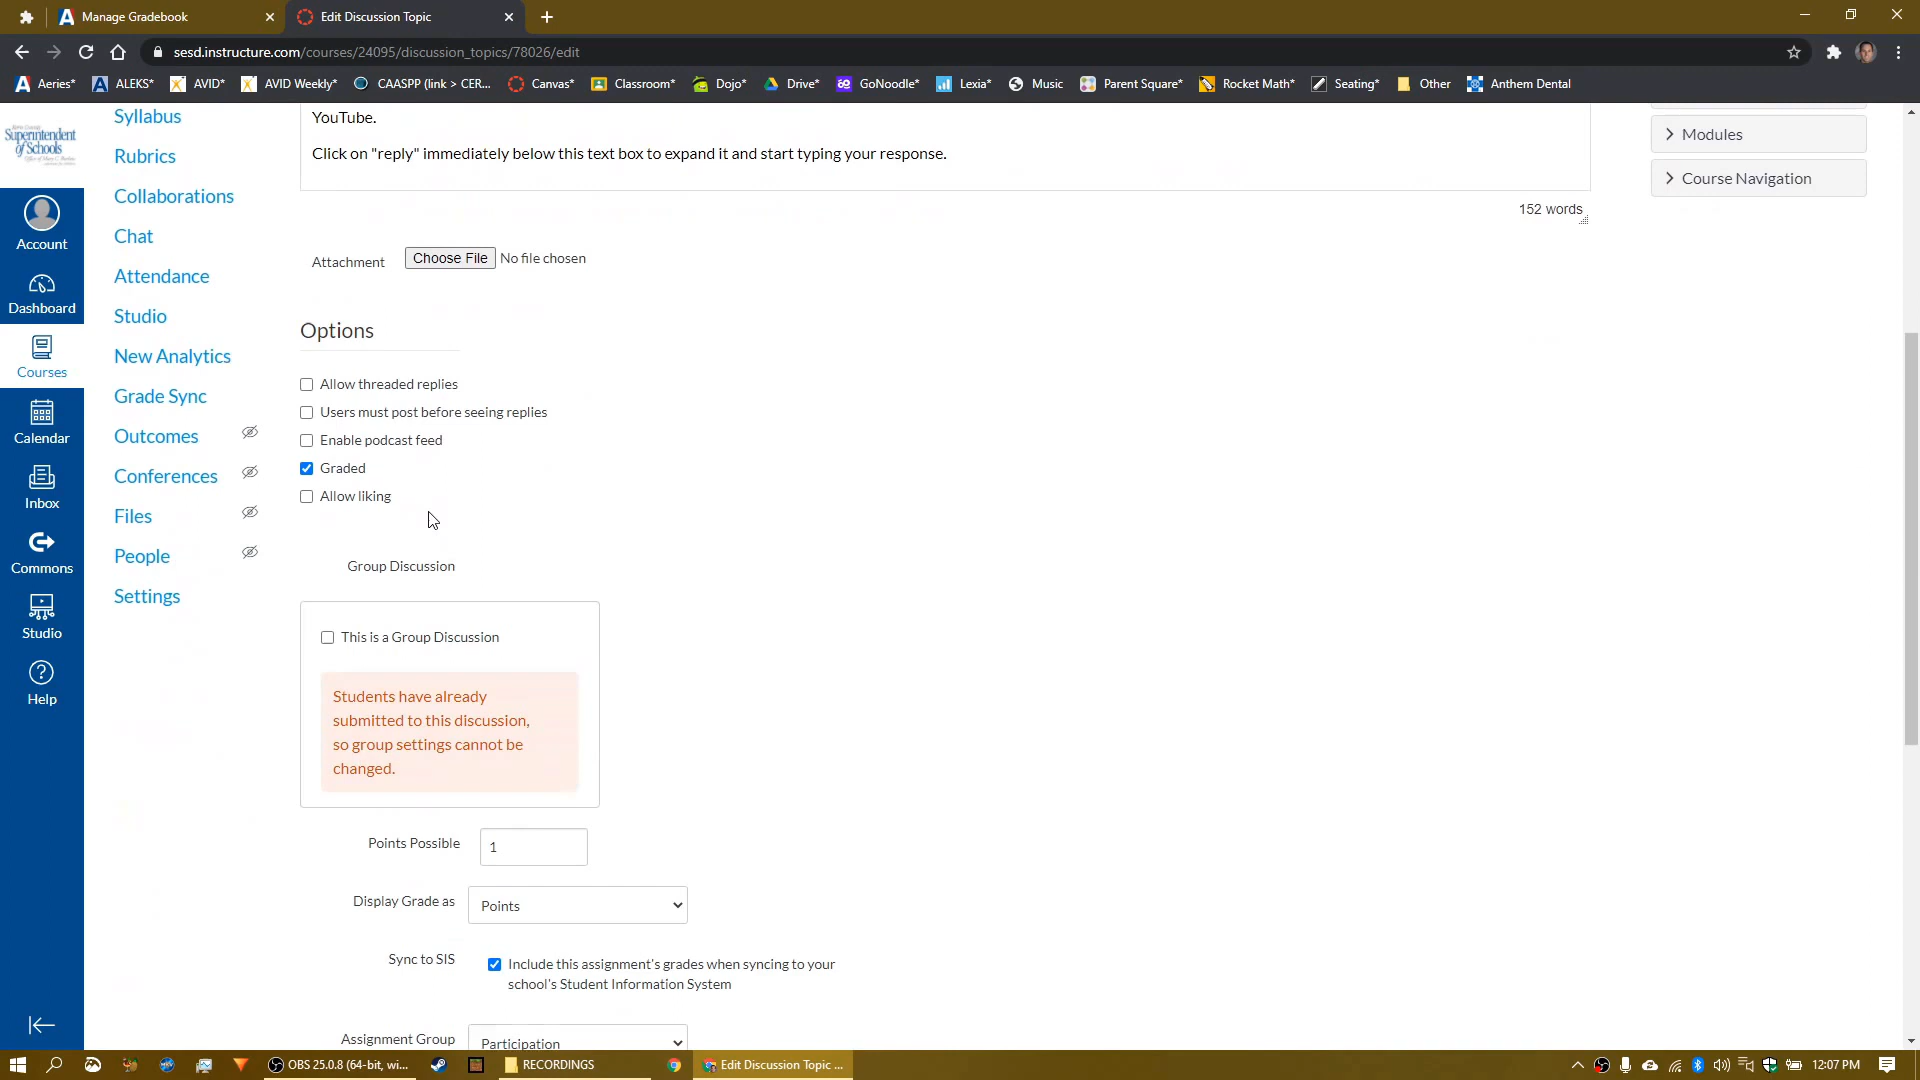 Manage Gradebook
Edit Discussion Topic
sesd.instructure.com/courses/24095/discussion_topics/78026/edit
Aeries* ALEKS* AVID* AVID Weekly* CAASPP (link > CER... Canvas* Classroom* Dojo* Drive* GoNoodle* Lexia* Music Parent Square* Rocket Math* Seating* Other Anthem Dental
Superintendent
of Schools
Account
Dashboard
Courses
Calendar
Inbox
Commons
Studio
Help
Syllabus
Rubrics
Collaborations
Chat
Attendance
Studio
New Analytics
Grade Sync
Outcomes
Conferences
Files
People
Settings
YouTube.
Click on "reply" immediately below this text box to expand it and start typing your response.
152 words
Attachment Choose File No file chosen
Options
Allow threaded replies
Users must post before seeing replies
Enable podcast feed
Graded
Allow liking
Group Discussion
This is a Group Discussion
Students have already
submitted to this discussion,
so group settings cannot be
changed.
Points Possible 1
Display Grade as Points
Sync to SIS Include this assignment's grades when syncing to your
school's Student Information System
Assignment Group Participation
Modules
Course Navigation
OBS 25.0.8 (64-bit, wi... RECORDINGS Edit Discussion Topic ... 12:07 PM